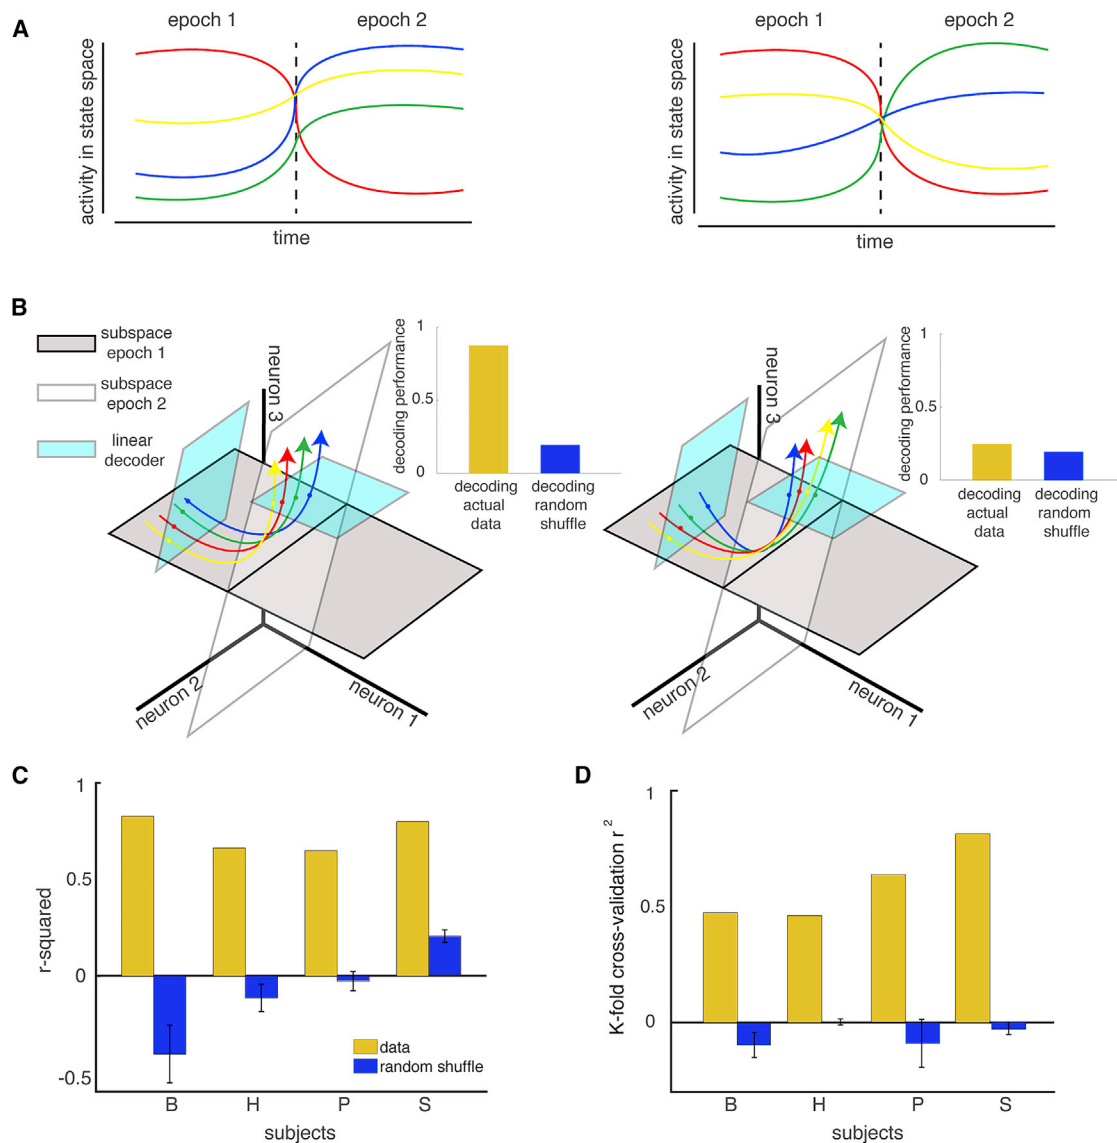 A
epoch 1
epoch 2
activity in state space
time
epoch 1
epoch 2
activity in state space
time
B
subspace
epoch 1
subspace
epoch 2
linear
decoder
neuron 3
neuron 2
neuron 1
decoding performance
1
0.5
0
decoding
actual
data
decoding
random
shuffle
neuron 3
neuron 2
neuron 1
decoding performance
1
0.5
0
decoding
actual
data
decoding
random
shuffle
C
r-squared
1
0.5
0
-0.5
data
random shuffle
B
H
P
S
subjects
D
K-fold cross-validation r 2
1
0.5
0
B
H
P
S
subjects